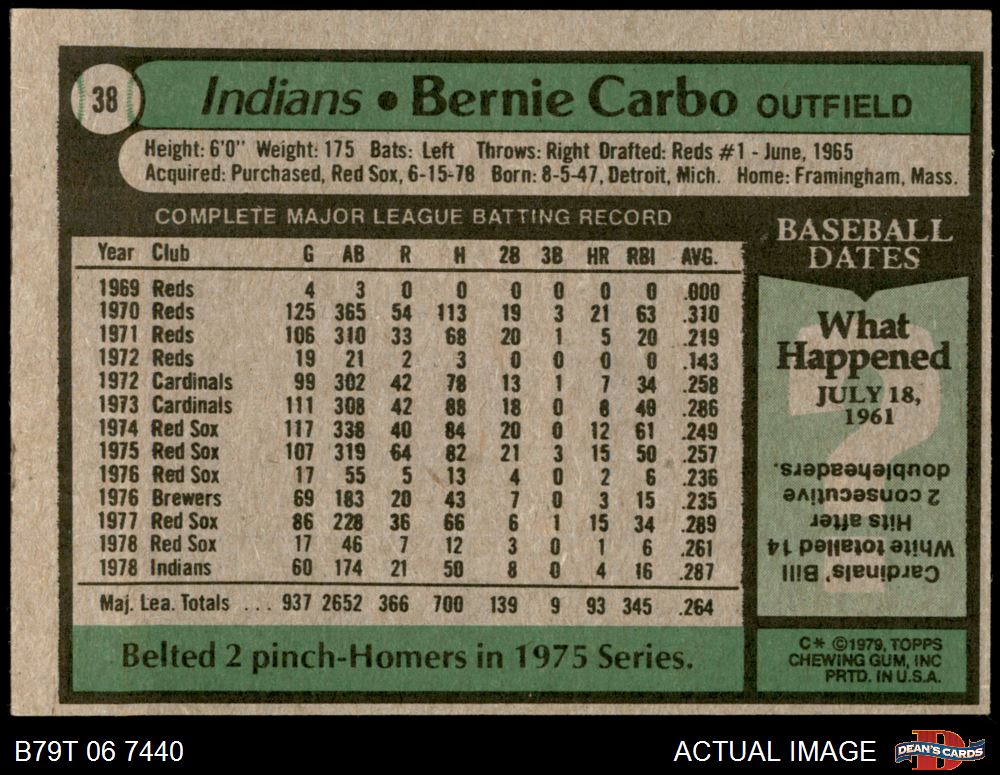 38
Indians • Bernie Carbo OUTFIELD
Height: 6'0" Weight: 175 Bats: Left Throws: Right Drafted: Reds #1 - June, 1965
Acquired: Purchased, Red Sox, 6-15-78 Born: 8-5-47, Detroit, Mich. Home: Framingham, Mass.
COMPLETE MAJOR LEAGUE BATTING RECORD
Year Club G AB R H 2B 3B HR RBI AVG.
1969 Reds 4 3 0 0 0 0 0 0 .000
1970 Reds 125 365 54 113 19 3 21 63 .310
1971 Reds 106 310 33 68 20 1 5 20 .219
1972 Reds 19 21 2 3 0 0 0 0 .143
1972 Cardinals 99 302 42 78 13 1 7 34 .258
1973 Cardinals 111 308 42 88 18 0 8 40 .286
1974 Red Sox 117 338 40 84 20 0 12 61 .249
1975 Red Sox 107 319 64 82 21 3 15 50 .257
1976 Red Sox 17 55 5 13 4 0 2 6 .236
1976 Brewers 69 183 20 43 7 0 3 15 .235
1977 Red Sox 86 228 36 66 6 1 15 34 .289
1978 Red Sox 17 46 7 12 3 0 1 6 .261
1978 Indians 60 174 21 50 8 0 4 16 .287
Maj. Lea. Totals ... 937 2652 366 700 139 9 93 345 .264
Belted 2 pinch-Homers in 1975 Series.
BASEBALL
DATES
What
Happened
JULY 18,
1961
Cardinals' Bill
White totalled 14
Hits after
2 consecutive
doubleheaders.
C* ©1979, TOPPS
CHEWING GUM, INC
PRTD. IN U.S.A.
B79T 06 7440
ACTUAL IMAGE
DEAN'S CARDS